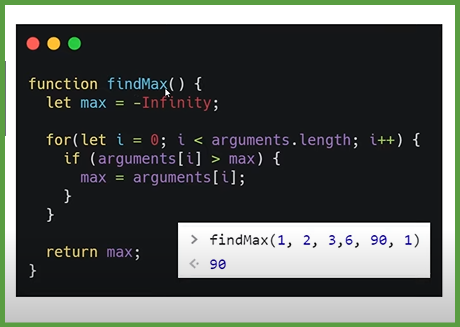 function findMax() {
let max = -Infinity;
for(let i = 0; i < arguments.length; i++) {
if (arguments[i] > max) {
max = arguments[i];
}
}
return max;
}
> findMax(1, 2, 3,6, 90, 1)
<· 90